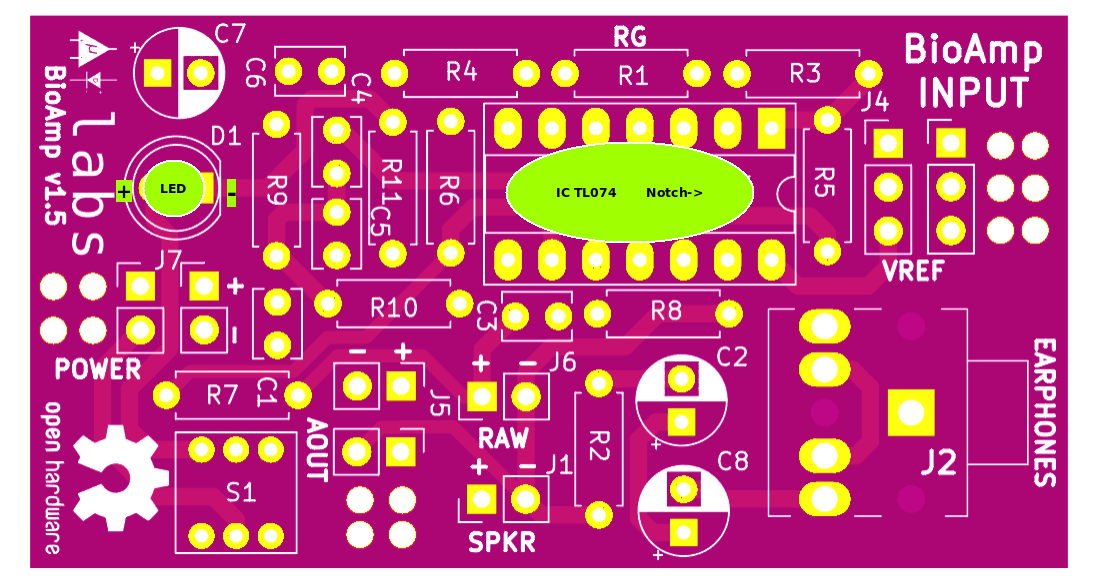 C7
RG
BioAmp
INPUT
C6
C4
R4
R1
R3
J4
μ
BioAmp v1.5
labs
D1
LED
+
-
R9
R11
C5
R6
IC TL074 Notch->
R5
VREF
J7
+
-
POWER
R10
C3
R8
C2
+
J6
+ -
RAW
- +
J5
AOUT
R7
C1
R2
J1
+ -
SPKR
C8
+
S1
J2
EARPHONES
open hardware